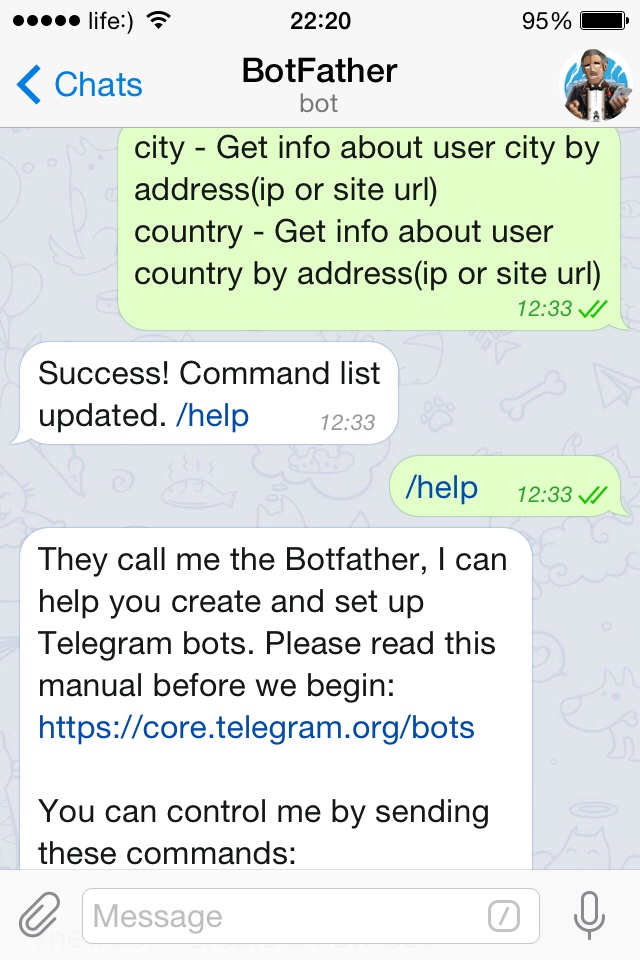 life:) 22:20 95%
Chats
BotFather
bot
city - Get info about user city by
address(ip or site url)
country - Get info about user
country by address(ip or site url)
12:33
Success! Command list
updated. /help 12:33
/help 12:33
They call me the Botfather, I can
help you create and set up
Telegram bots. Please read this
manual before we begin:
https://core.telegram.org/bots
You can control me by sending
these commands:
Message